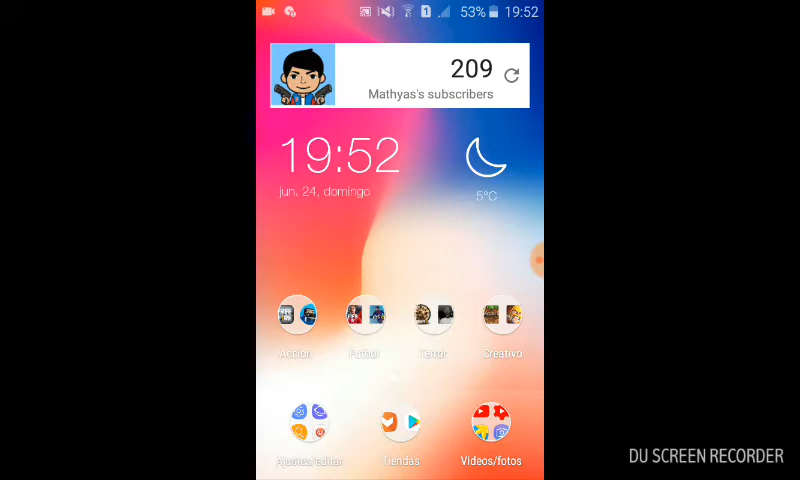 1 53% 19:52
209
Mathyas's subscribers
19:52
jun. 24, domingo
5°C
Acción Futbol Terror Creativo
Ajustes/editar Tiendas Videos/fotos
DU SCREEN RECORDER